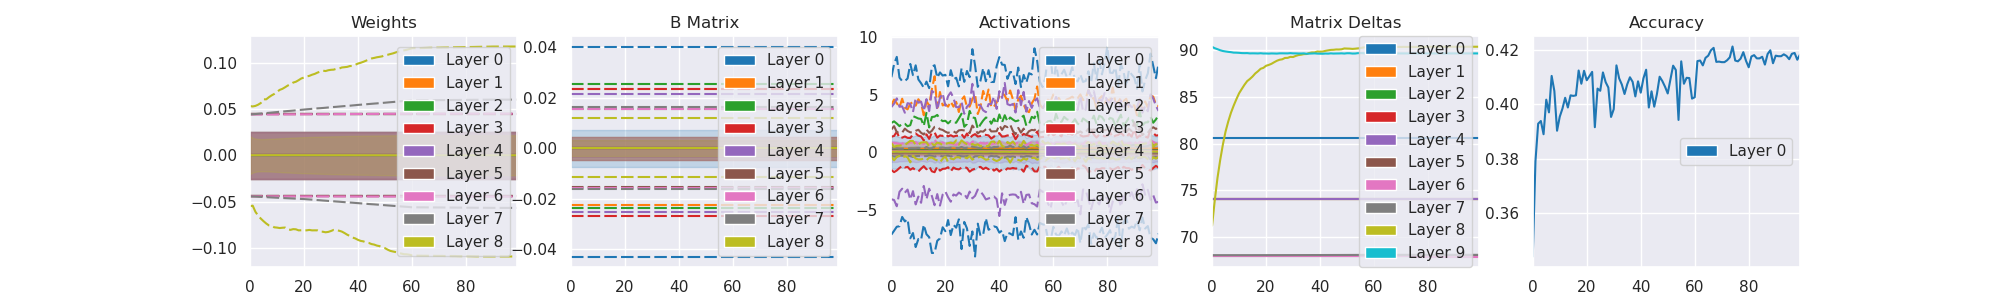 Weights
0.10
0.05
0.00
−0.05
−0.10
0 20 40 60 80
Layer 0
Layer 1
Layer 2
Layer 3
Layer 4
Layer 5
Layer 6
Layer 7
Layer 8
B Matrix
0.04
0.02
0.00
−0.02
−0.04
0 20 40 60 80
Layer 0
Layer 1
Layer 2
Layer 3
Layer 4
Layer 5
Layer 6
Layer 7
Layer 8
Activations
10
5
0
−5
0 20 40 60 80
Layer 0
Layer 1
Layer 2
Layer 3
Layer 4
Layer 5
Layer 6
Layer 7
Layer 8
Matrix Deltas
90
85
80
75
70
0 20 40 60 80
Layer 0
Layer 1
Layer 2
Layer 3
Layer 4
Layer 5
Layer 6
Layer 7
Layer 8
Layer 9
Accuracy
0.42
0.40
0.38
0.36
0 20 40 60 80
Layer 0